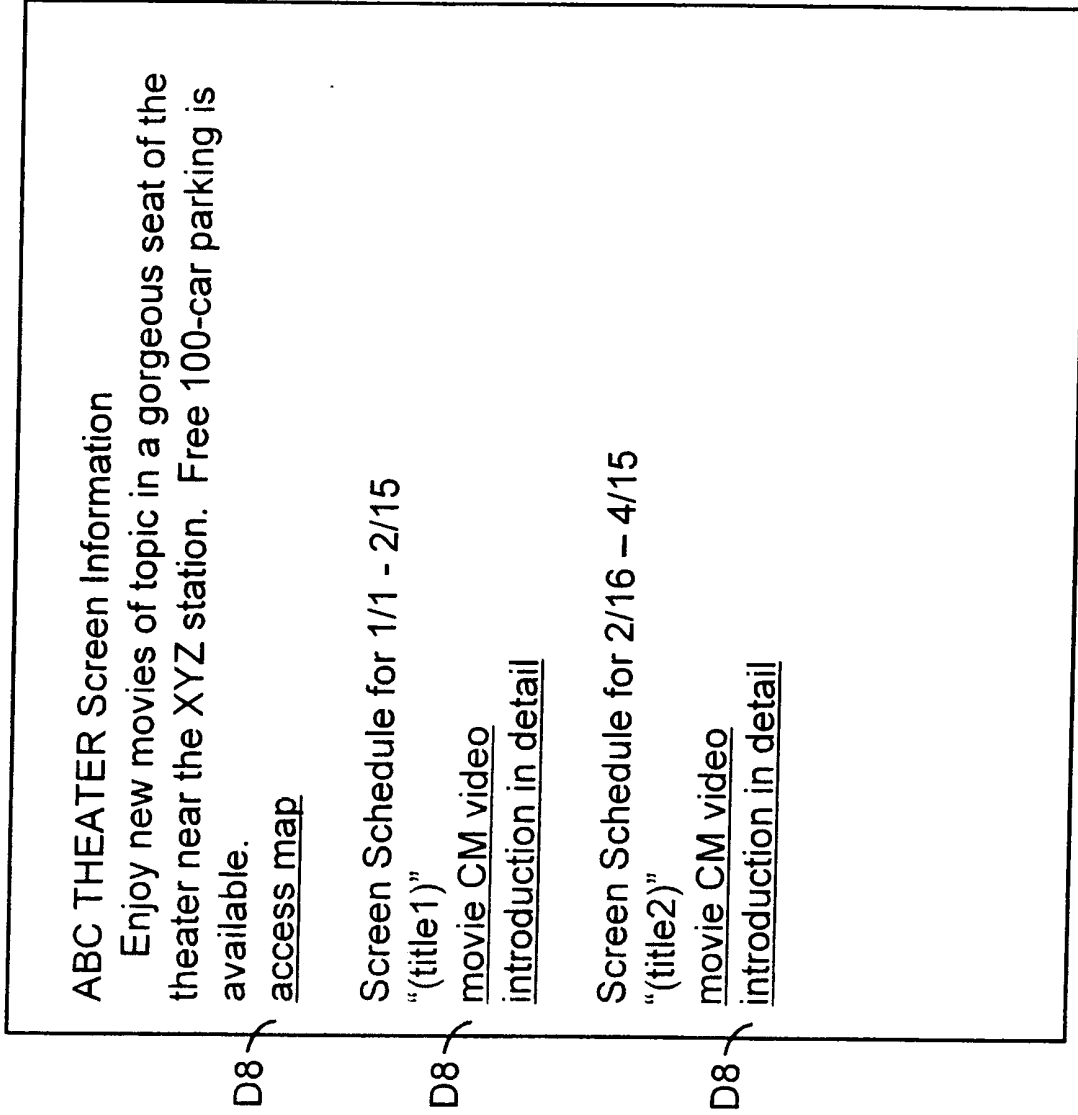 ABC THEATER Screen Information
Enjoy new movies of topic in a gorgeous seat of the
theater near the XYZ station. Free 100-car parking is
available.
D8
access map
Screen Schedule for 1/1 - 2/15
“(title1)”
D8
movie CM video
introduction in detail
Screen Schedule for 2/16 – 4/15
“(title2)”
D8
movie CM video
introduction in detail